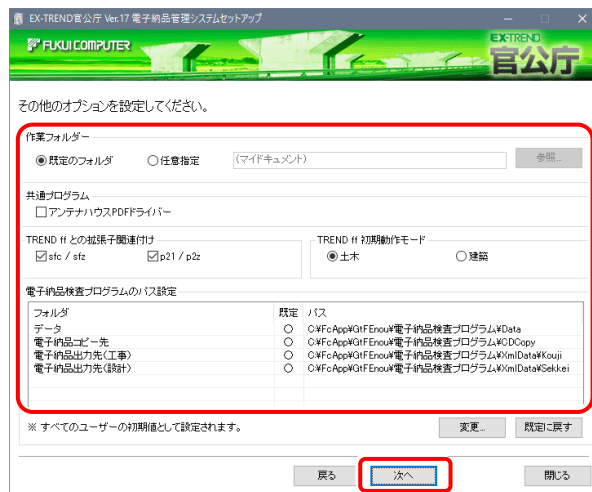 EX-TREND官公庁 Ver.17 電子納品管理システムセットアップ
FUKUI COMPUTER
EX-TREND
官公庁
その他のオプションを設定してください。
作業フォルダー
既定のフォルダ 任意指定 (マイドキュメント) 参照...
共通プログラム
アンテナハウスPDFドライバー
TREND ff との拡張子関連付け TREND ff 初期動作モード
sfc / sfz p21 / p2z 土木 建築
電子納品検査プログラムのパス設定
フォルダ 既定 パス
データ ○ C:¥FcApp¥GtFEnou¥電子納品検査プログラム¥Data
電子納品コピー先 ○ C:¥FcApp¥GtFEnou¥電子納品検査プログラム¥CDCopy
電子納品出力先(工事) ○ C:¥FcApp¥GtFEnou¥電子納品検査プログラム¥XmlData¥Kouji
電子納品出力先(設計) ○ C:¥FcApp¥GtFEnou¥電子納品検査プログラム¥XmlData¥Sekkei
※ すべてのユーザーの初期値として設定されます。 変更... 既定に戻す
戻る 次へ 閉じる